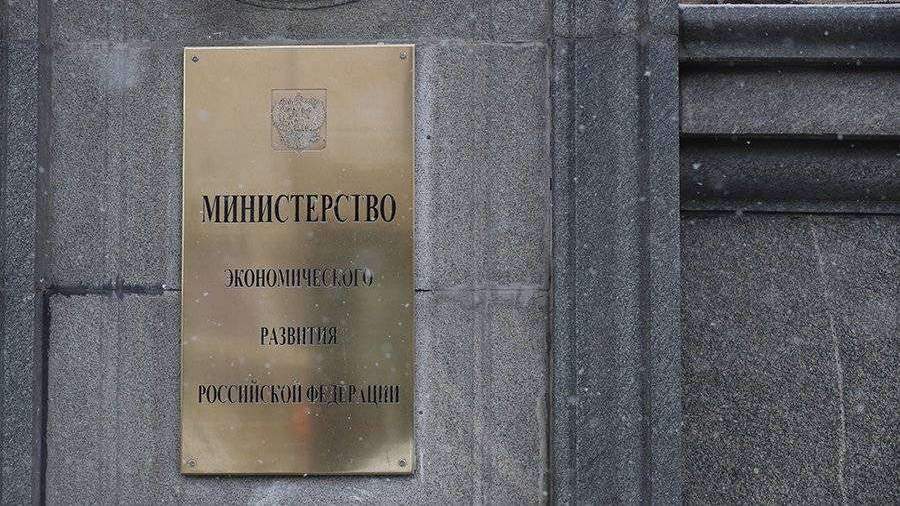 МИНИСТЕРСТВО
ЭКОНОМИЧЕСКОГО
РАЗВИТИЯ
РОССИЙСКОЙ ФЕДЕРАЦИИ